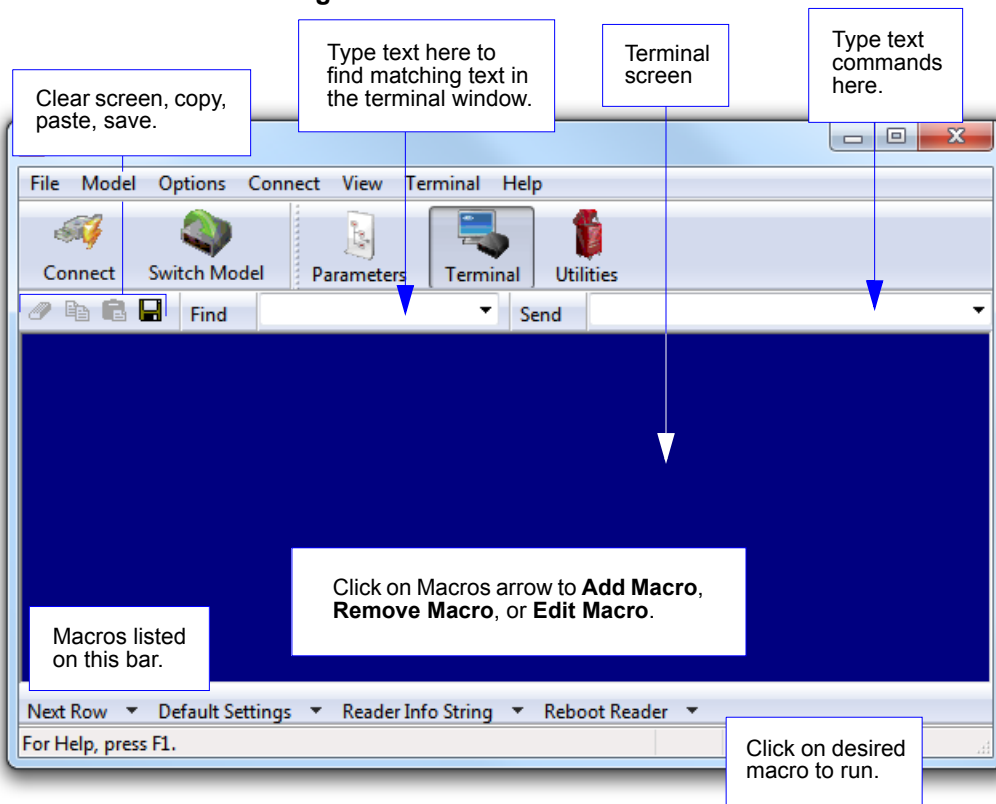 Type text here to
find matching text in
the terminal window.
Terminal
screen
Type text
commands
here.
Clear screen, copy,
paste, save.
File Model Options Connect View Terminal Help
Connect Switch Model Parameters Terminal Utilities
Find Send
Click on Macros arrow to Add Macro,
Remove Macro, or Edit Macro.
Macros listed
on this bar.
Next Row Default Settings Reader Info String Reboot Reader
For Help, press F1.
Click on desired
macro to run.